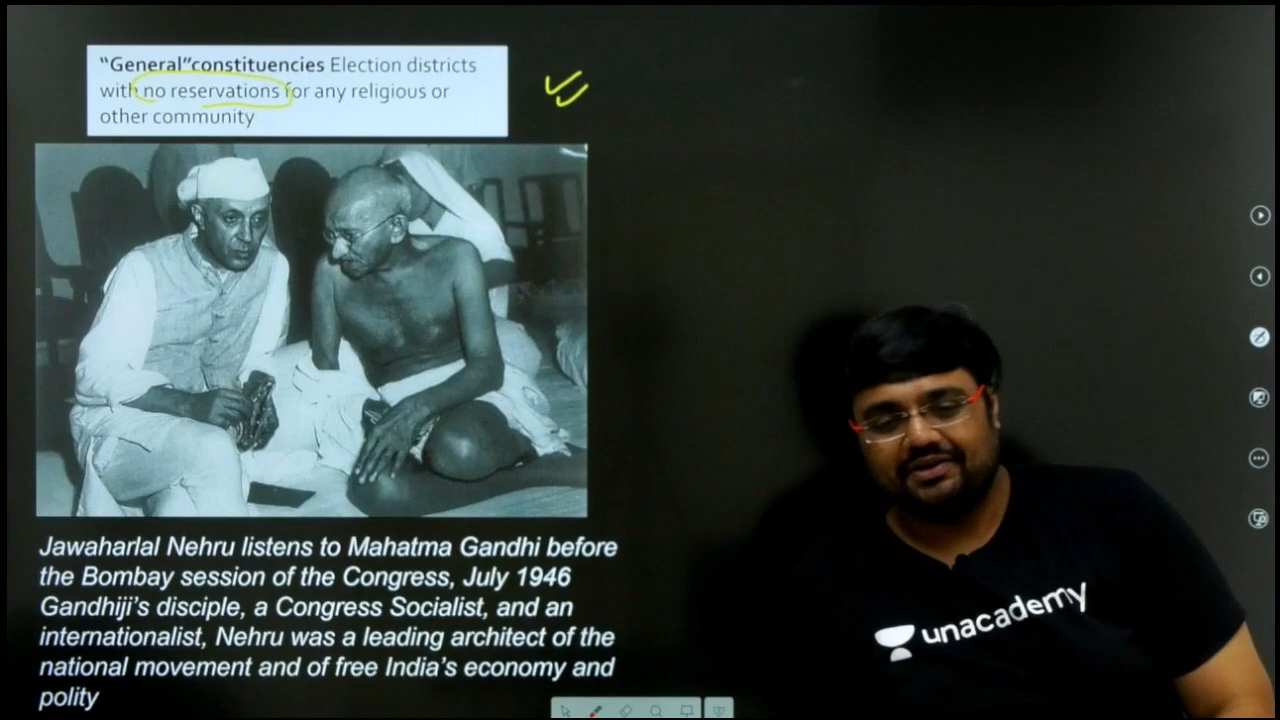 “General”constituencies Election districts
with no reservations for any religious or
other community
Jawaharlal Nehru listens to Mahatma Gandhi before
the Bombay session of the Congress, July 1946
Gandhiji’s disciple, a Congress Socialist, and an
internationalist, Nehru was a leading architect of the
national movement and of free India’s economy and
polity
unacademy